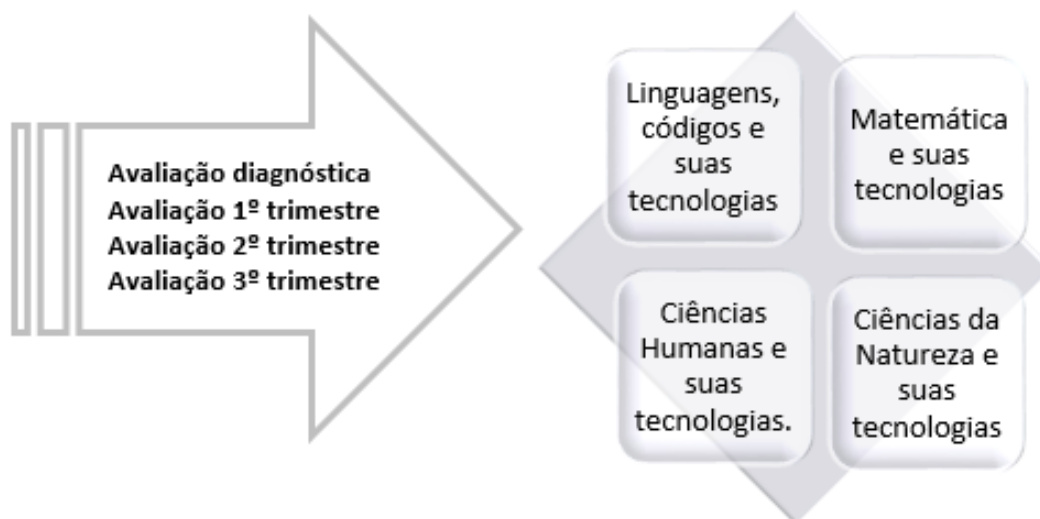 Avaliação diagnóstica
Avaliação 1º trimestre
Avaliação 2º trimestre
Avaliação 3º trimestre
Linguagens,
códigos e
suas
tecnologias
Matemática
e suas
tecnologias
Ciências
Humanas e
suas
tecnologias.
Ciências da
Natureza e
suas
tecnologias